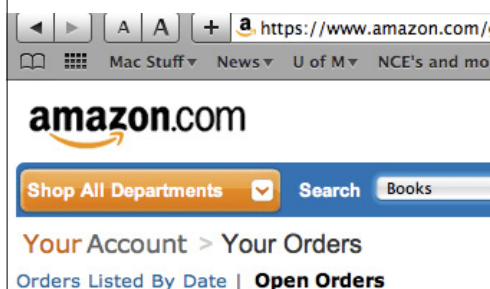 A A + a https://www.amazon.com/
Mac Stuff▾ News▾ U of M▾ NCE's and mo
amazon.com
Shop All Departments Search Books
Your Account > Your Orders
Orders Listed By Date | Open Orders